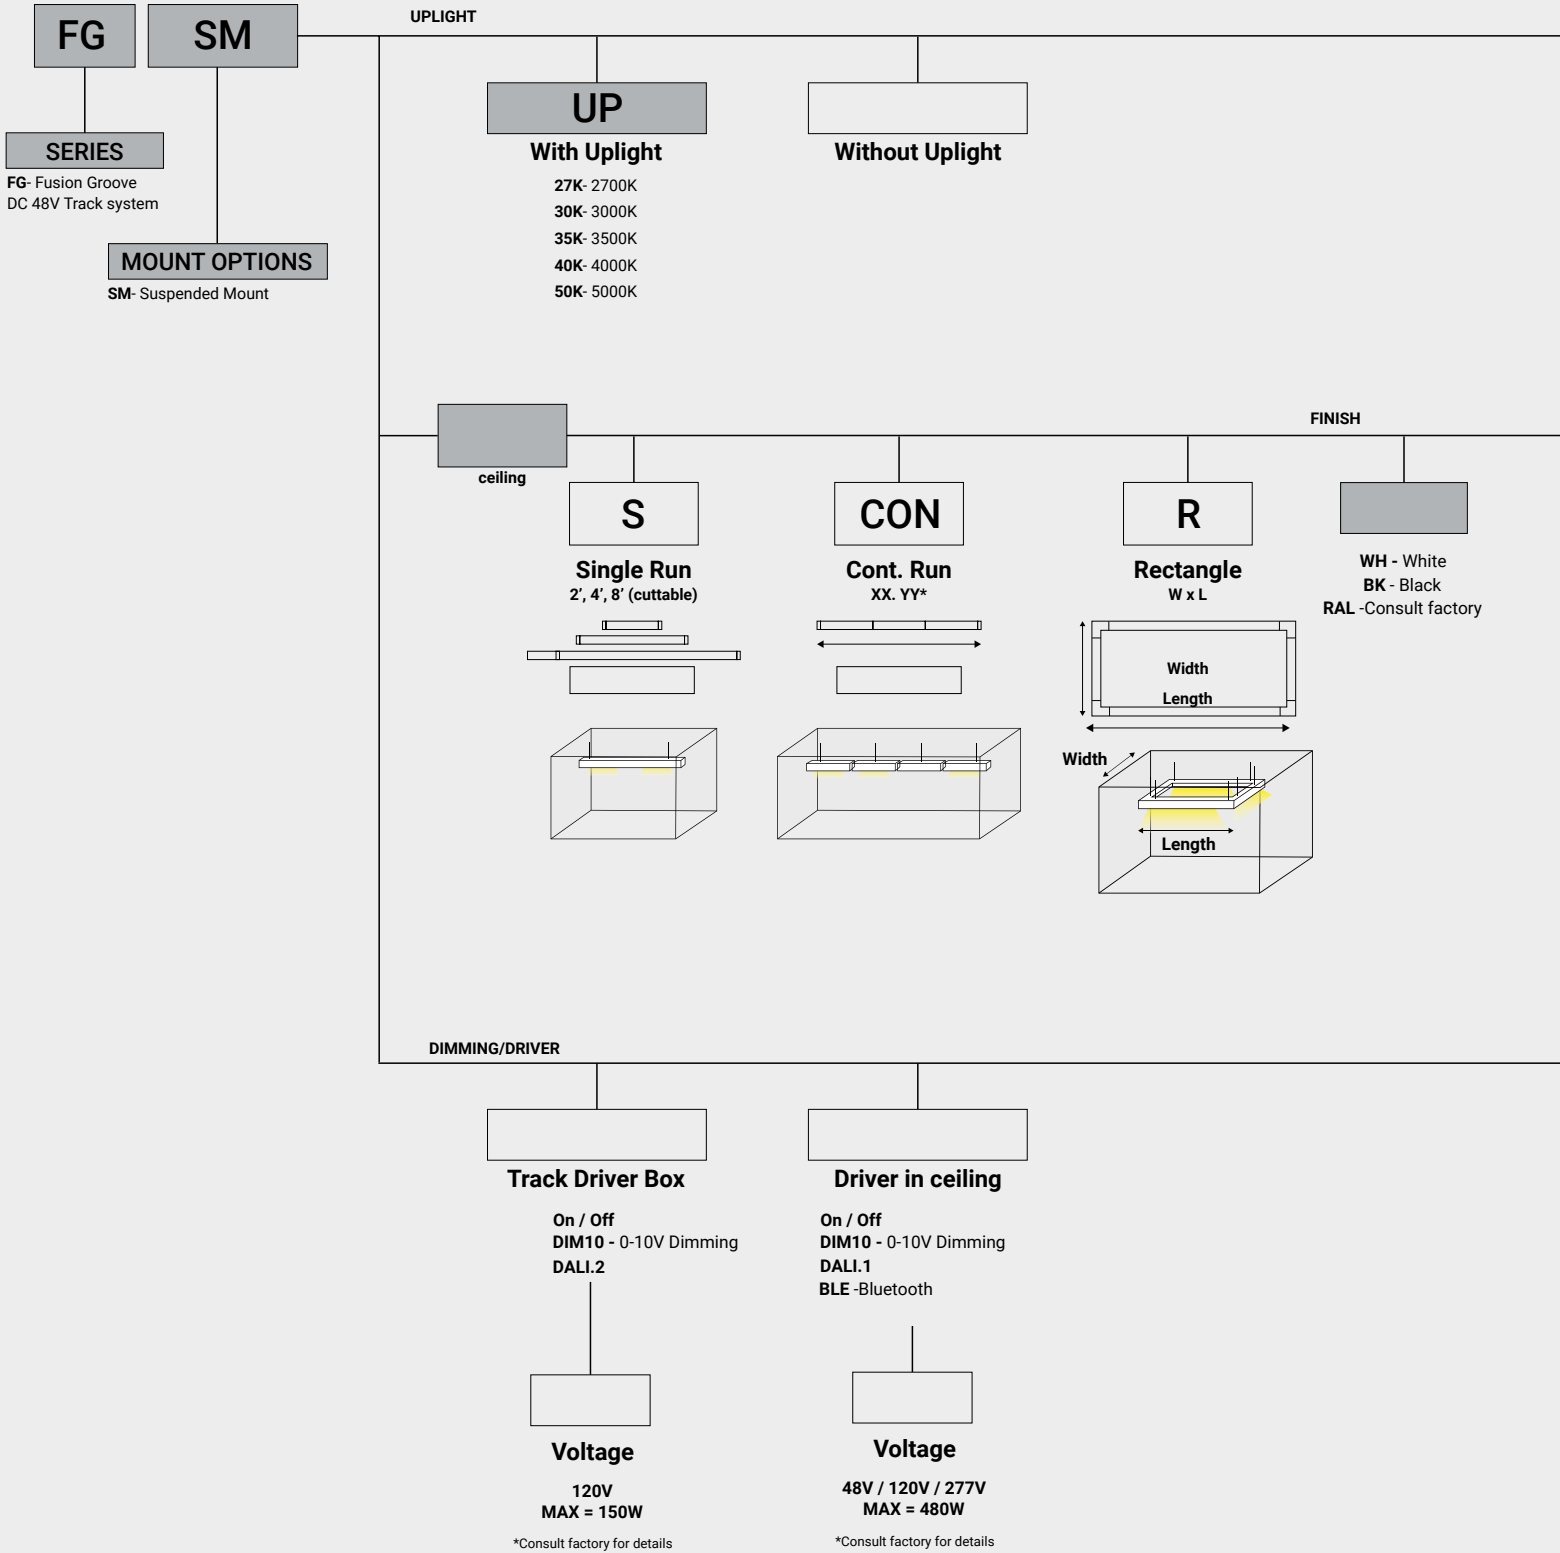 FG
SM
SERIES
FG- Fusion Groove
DC 48V Track system
MOUNT OPTIONS
SM- Suspended Mount
UPLIGHT
UP
With Uplight
27K- 2700K
30K- 3000K
35K- 3500K
40K- 4000K
50K- 5000K
Without Uplight
ceiling
S
Single Run
2’, 4’, 8’ (cuttable)
CON
Cont. Run
XX. YY*
R
Rectangle
W x L
Width
Length
Width
Length
FINISH
WH - White
BK - Black
RAL -Consult factory
DIMMING/DRIVER
Track Driver Box
On / Off
DIM10 - 0-10V Dimming
DALI.2
Voltage
120V
MAX = 150W
*Consult factory for details
Driver in ceiling
On / Off
DIM10 - 0-10V Dimming
DALI.1
BLE -Bluetooth
Voltage
48V / 120V / 277V
MAX = 480W
*Consult factory for details